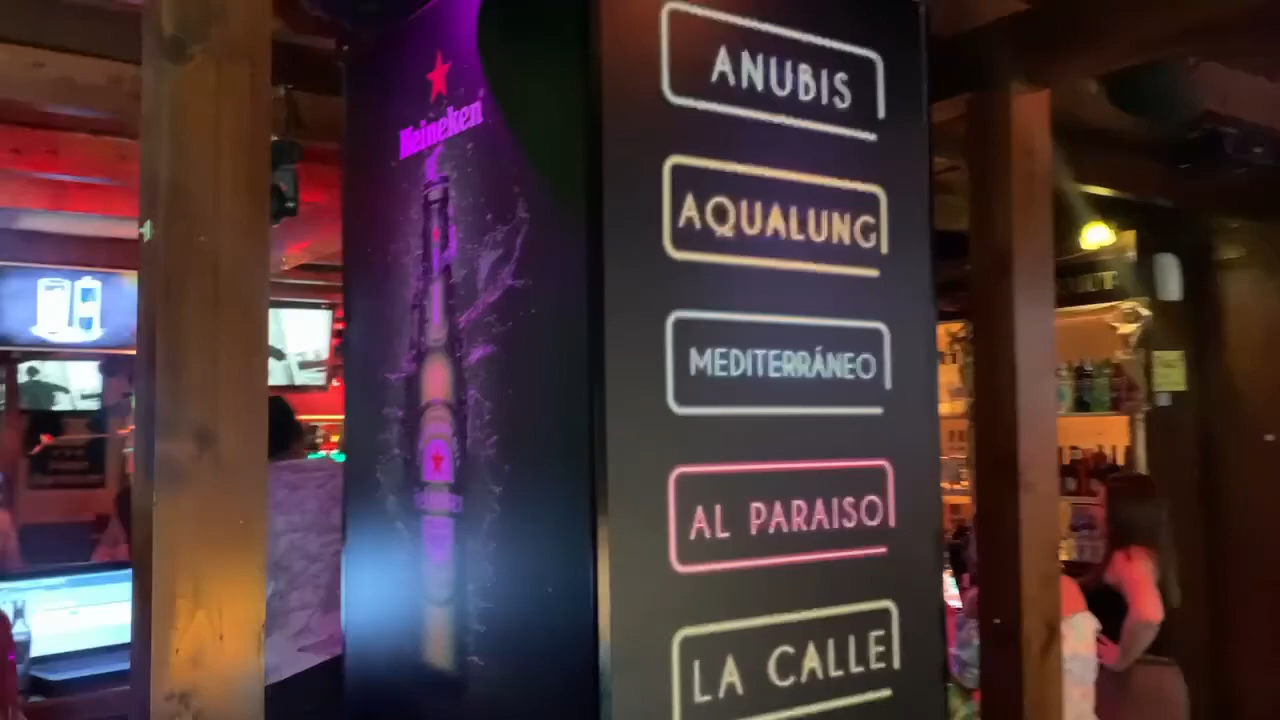 Heineken
ANUBIS
AQUALUNG
MEDITERRÁNEO
AL PARAISO
LA CALLE